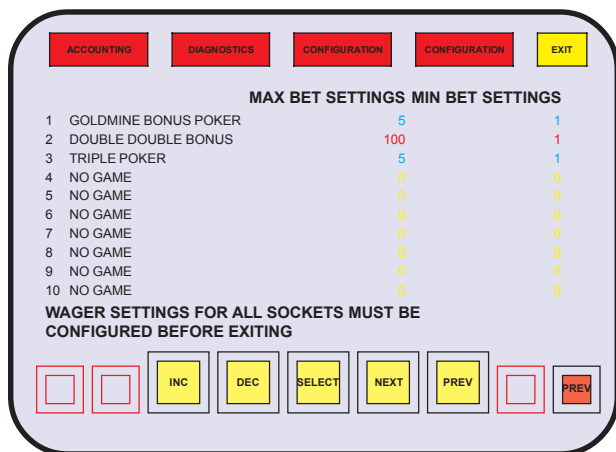 ACCOUNTING DIAGNOSTICS CONFIGURATION CONFIGURATION EXIT
MAX BET SETTINGS MIN BET SETTINGS
1 GOLDMINE BONUS POKER 5 1
2 DOUBLE DOUBLE BONUS 100 1
3 TRIPLE POKER 5 1
4 NO GAME 0 0
5 NO GAME 0 0
6 NO GAME 0 0
7 NO GAME 0 0
8 NO GAME 0 0
9 NO GAME 0 0
10 NO GAME 0 0
WAGER SETTINGS FOR ALL SOCKETS MUST BE
CONFIGURED BEFORE EXITING
INC DEC SELECT NEXT PREV PREV